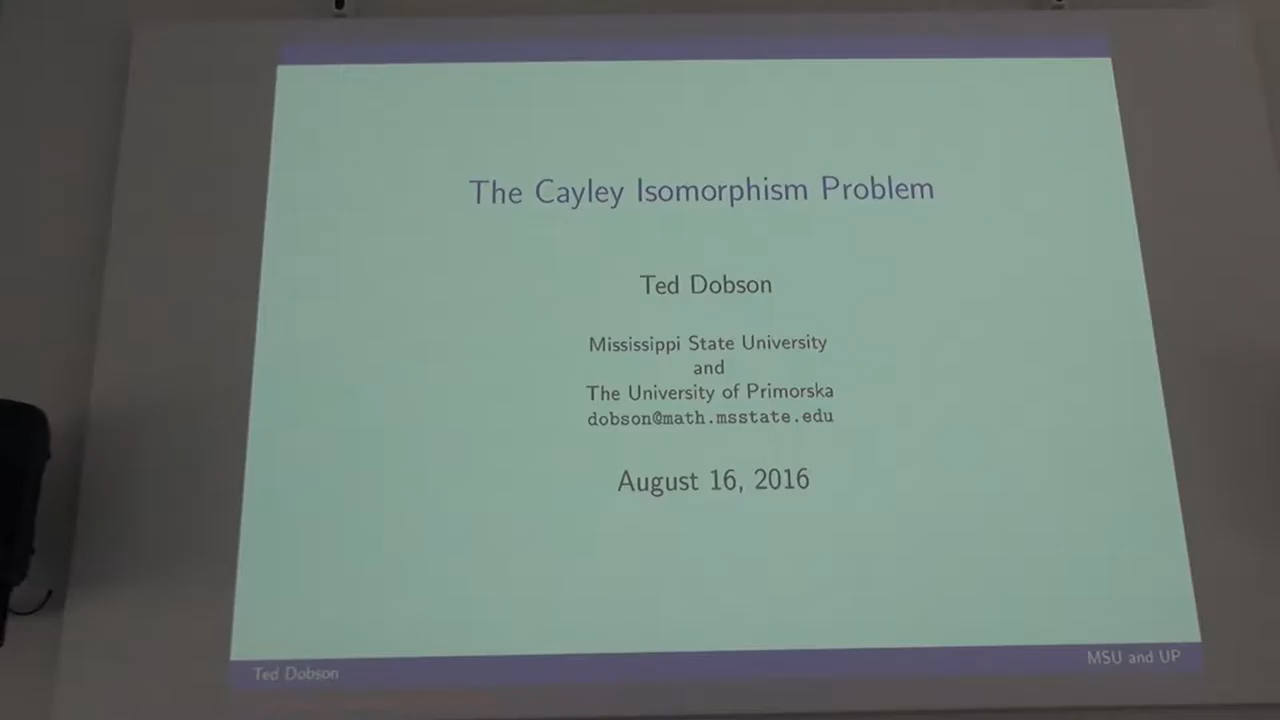 The Cayley Isomorphism Problem
Ted Dobson
Mississippi State University
and
The University of Primorska
dobson@math.msstate.edu
August 16, 2016
Ted Dobson
MSU and UP